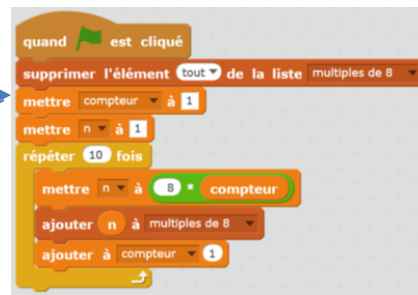 quand est cliqué
supprimer l'élément tout de la liste multiples de 8
mettre compteur à 1
mettre n à 1
répéter 10 fois
mettre n à 8 * compteur
ajouter n à multiples de 8
ajouter à compteur 1